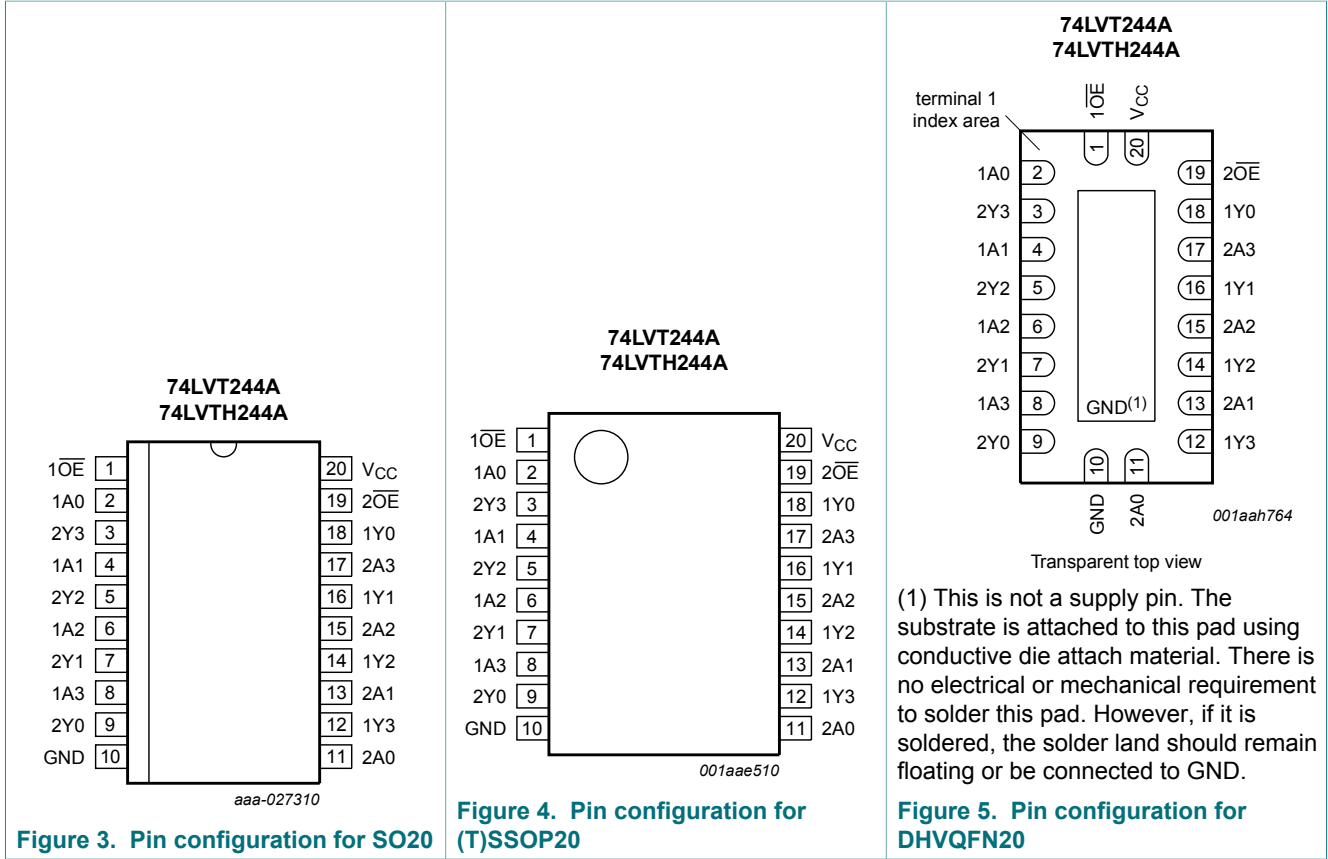 74LVT244A
74LVTH244A
1OE 1
1A0 2
2Y3 3
1A1 4
2Y2 5
1A2 6
2Y1 7
1A3 8
2Y0 9
GND 10
20 VCC
19 2OE
18 1Y0
17 2A3
16 1Y1
15 2A2
14 1Y2
13 2A1
12 1Y3
11 2A0
aaa-027310
Figure 3. Pin configuration for SO20
74LVT244A
74LVTH244A
1OE 1
1A0 2
2Y3 3
1A1 4
2Y2 5
1A2 6
2Y1 7
1A3 8
2Y0 9
GND 10
20 VCC
19 2OE
18 1Y0
17 2A3
16 1Y1
15 2A2
14 1Y2
13 2A1
12 1Y3
11 2A0
001aae510
Figure 4. Pin configuration for
(T)SSOP20
74LVT244A
74LVTH244A
terminal 1
index area
1OE
VCC
1
20
1A0 2
2Y3 3
1A1 4
2Y2 5
1A2 6
2Y1 7
1A3 8
2Y0 9
GND(1)
19 2OE
18 1Y0
17 2A3
16 1Y1
15 2A2
14 1Y2
13 2A1
12 1Y3
10
11
GND
2A0
001aah764
Transparent top view
(1) This is not a supply pin. The
substrate is attached to this pad using
conductive die attach material. There is
no electrical or mechanical requirement
to solder this pad. However, if it is
soldered, the solder land should remain
floating or be connected to GND.
Figure 5. Pin configuration for
DHVQFN20